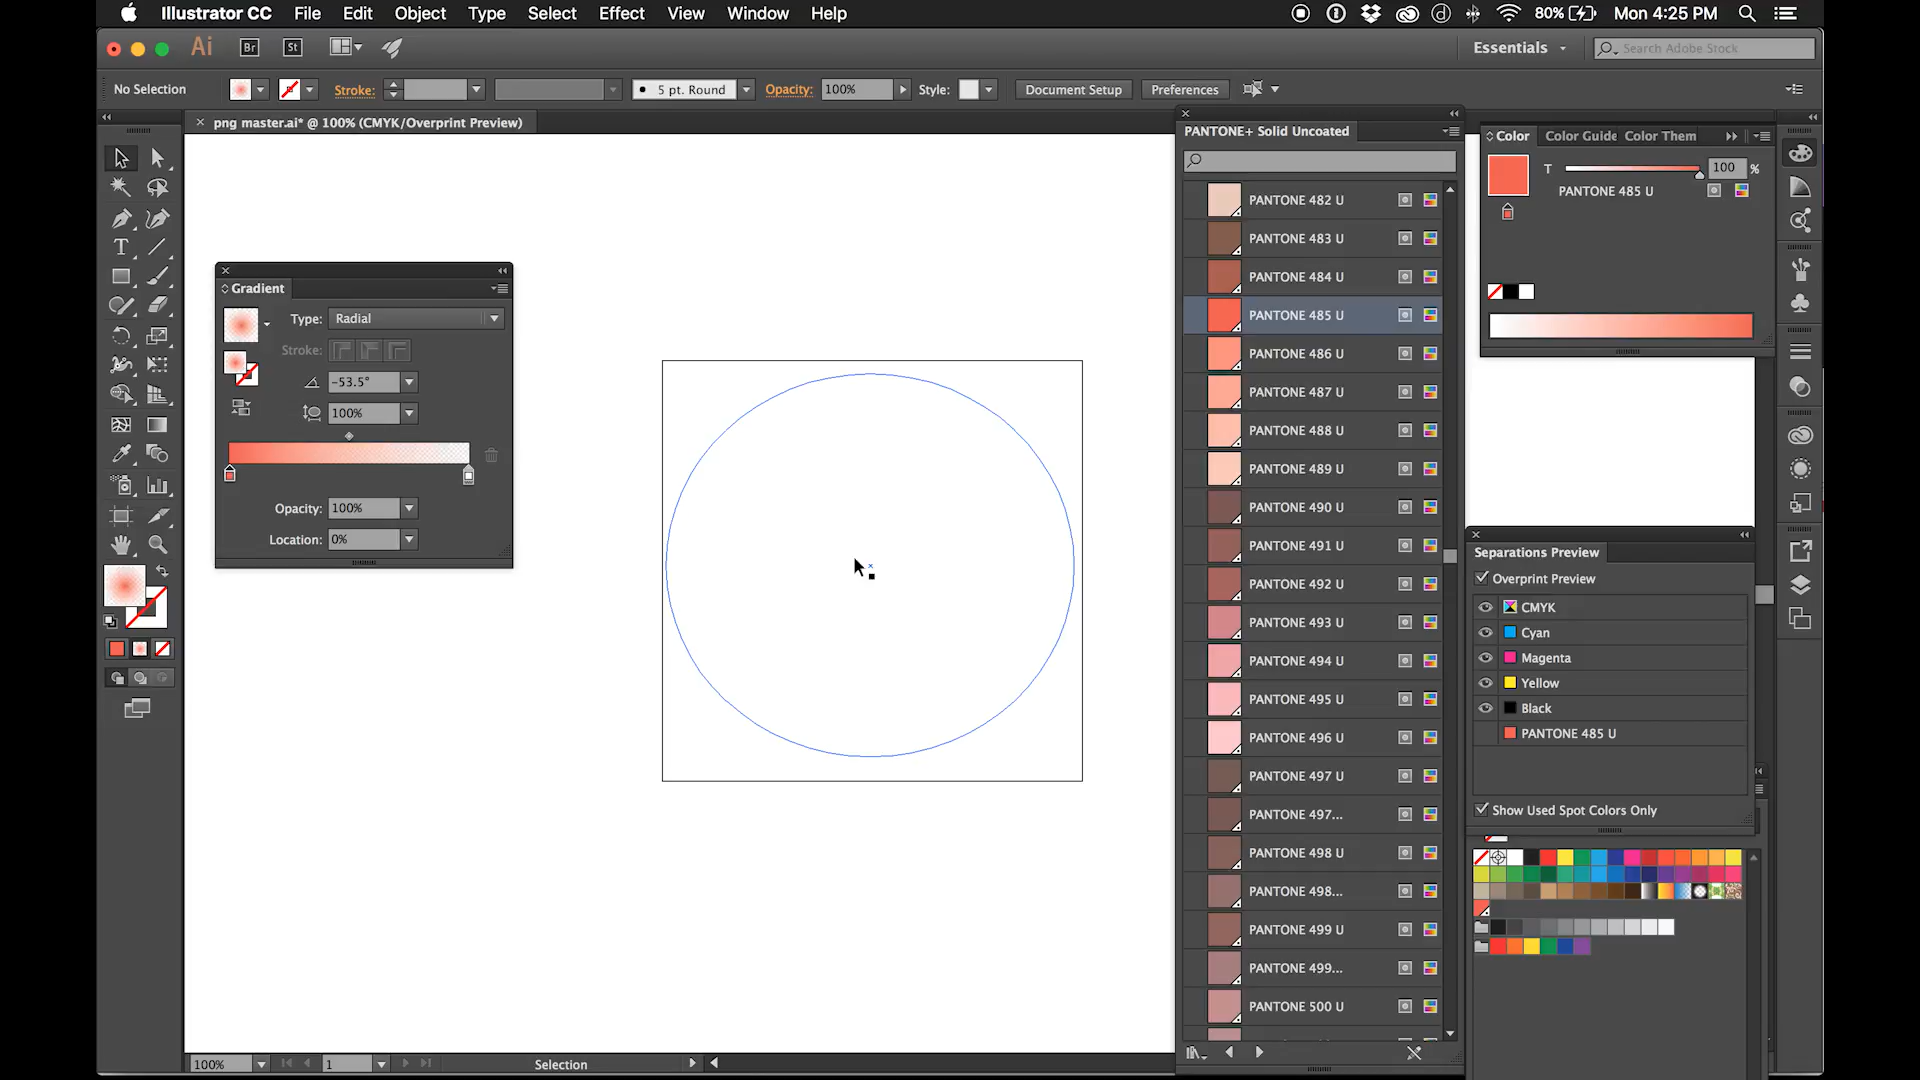 Illustrator CC File Edit Object Type Select Effect View Window Help 80% Mon 4:25 PM
Ai Br St Essentials Search Adobe Stock
No Selection Stroke: 5 pt. Round Opacity: 100% Style: Document Setup Preferences
png master.ai* @ 100% (CMYK/Overprint Preview)
Gradient
Type: Radial
Stroke:
-53.5°
100%
Opacity: 100%
Location: 0%
PANTONE+ Solid Uncoated
PANTONE 482 U
PANTONE 483 U
PANTONE 484 U
PANTONE 485 U
PANTONE 486 U
PANTONE 487 U
PANTONE 488 U
PANTONE 489 U
PANTONE 490 U
PANTONE 491 U
PANTONE 492 U
PANTONE 493 U
PANTONE 494 U
PANTONE 495 U
PANTONE 496 U
PANTONE 497 U
PANTONE 497...
PANTONE 498 U
PANTONE 498...
PANTONE 499 U
PANTONE 499...
PANTONE 500 U
Color Color Guide Color Them
T 100 %
PANTONE 485 U
Separations Preview
Overprint Preview
CMYK
Cyan
Magenta
Yellow
Black
PANTONE 485 U
Show Used Spot Colors Only
100% 1 Selection